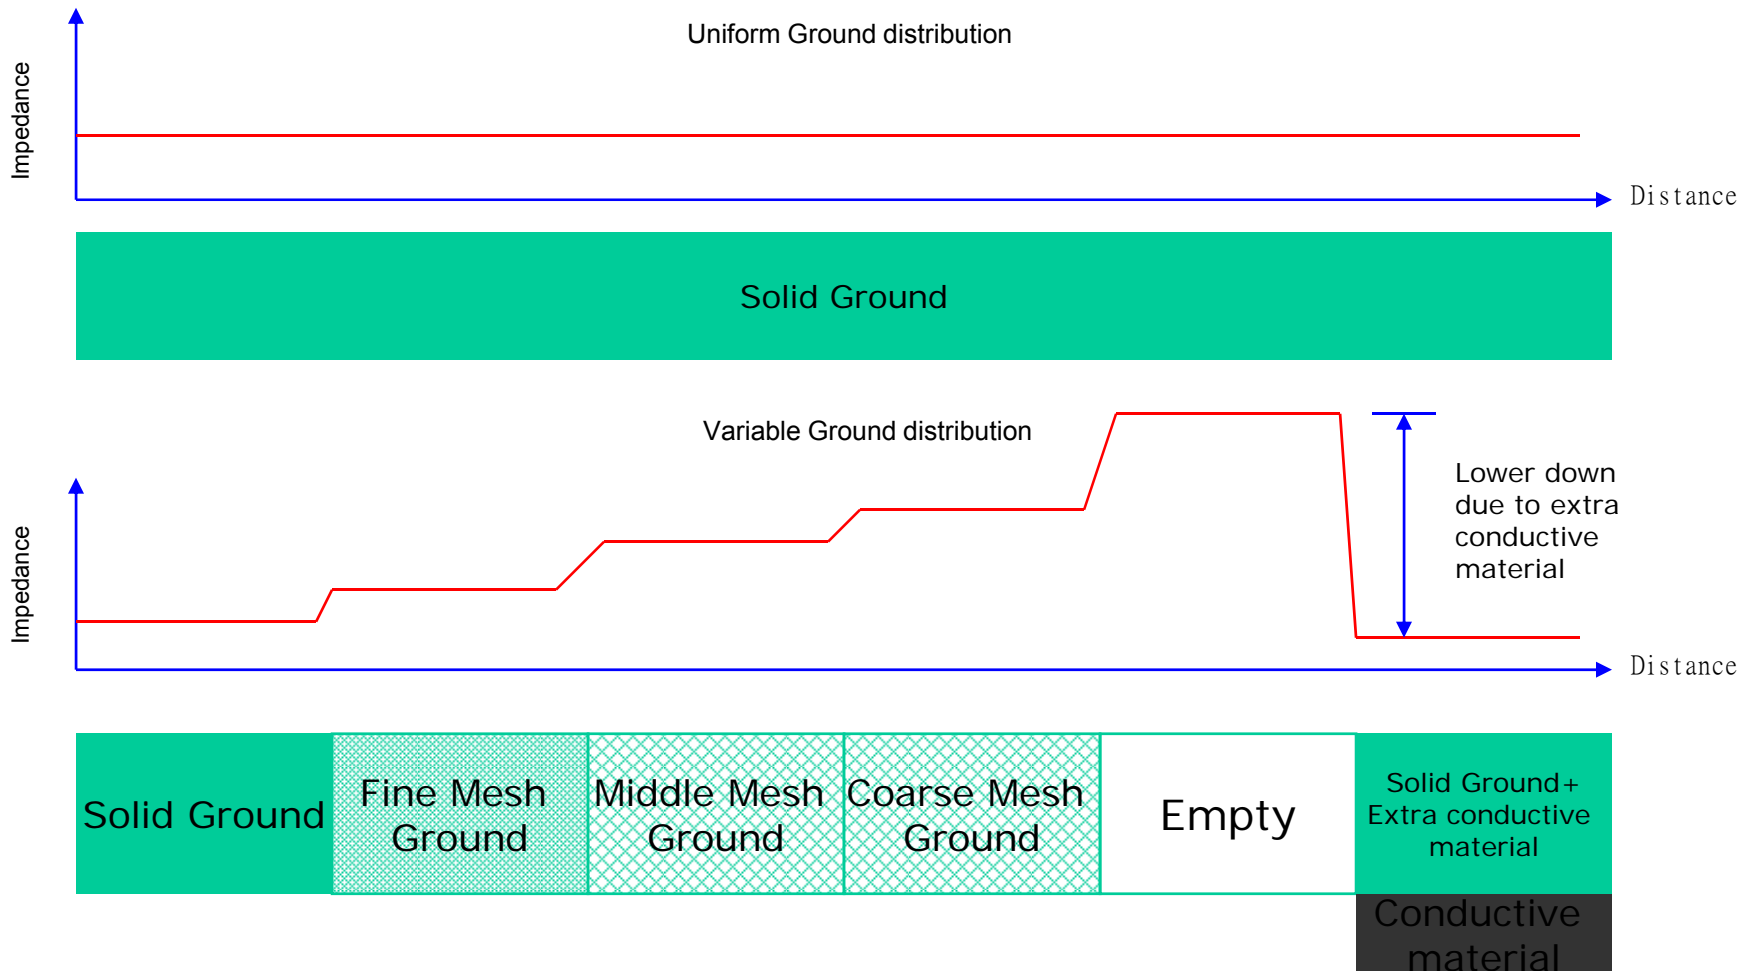 Uniform Ground distribution
Impedance
Distance
Solid Ground
Variable Ground distribution
Lower down
due to extra
conductive
material
Impedance
Distance
Solid Ground
Fine Mesh
Ground
Middle Mesh
Ground
Coarse Mesh
Ground
Empty
Solid Ground+
Extra conductive
material
Conductive
material